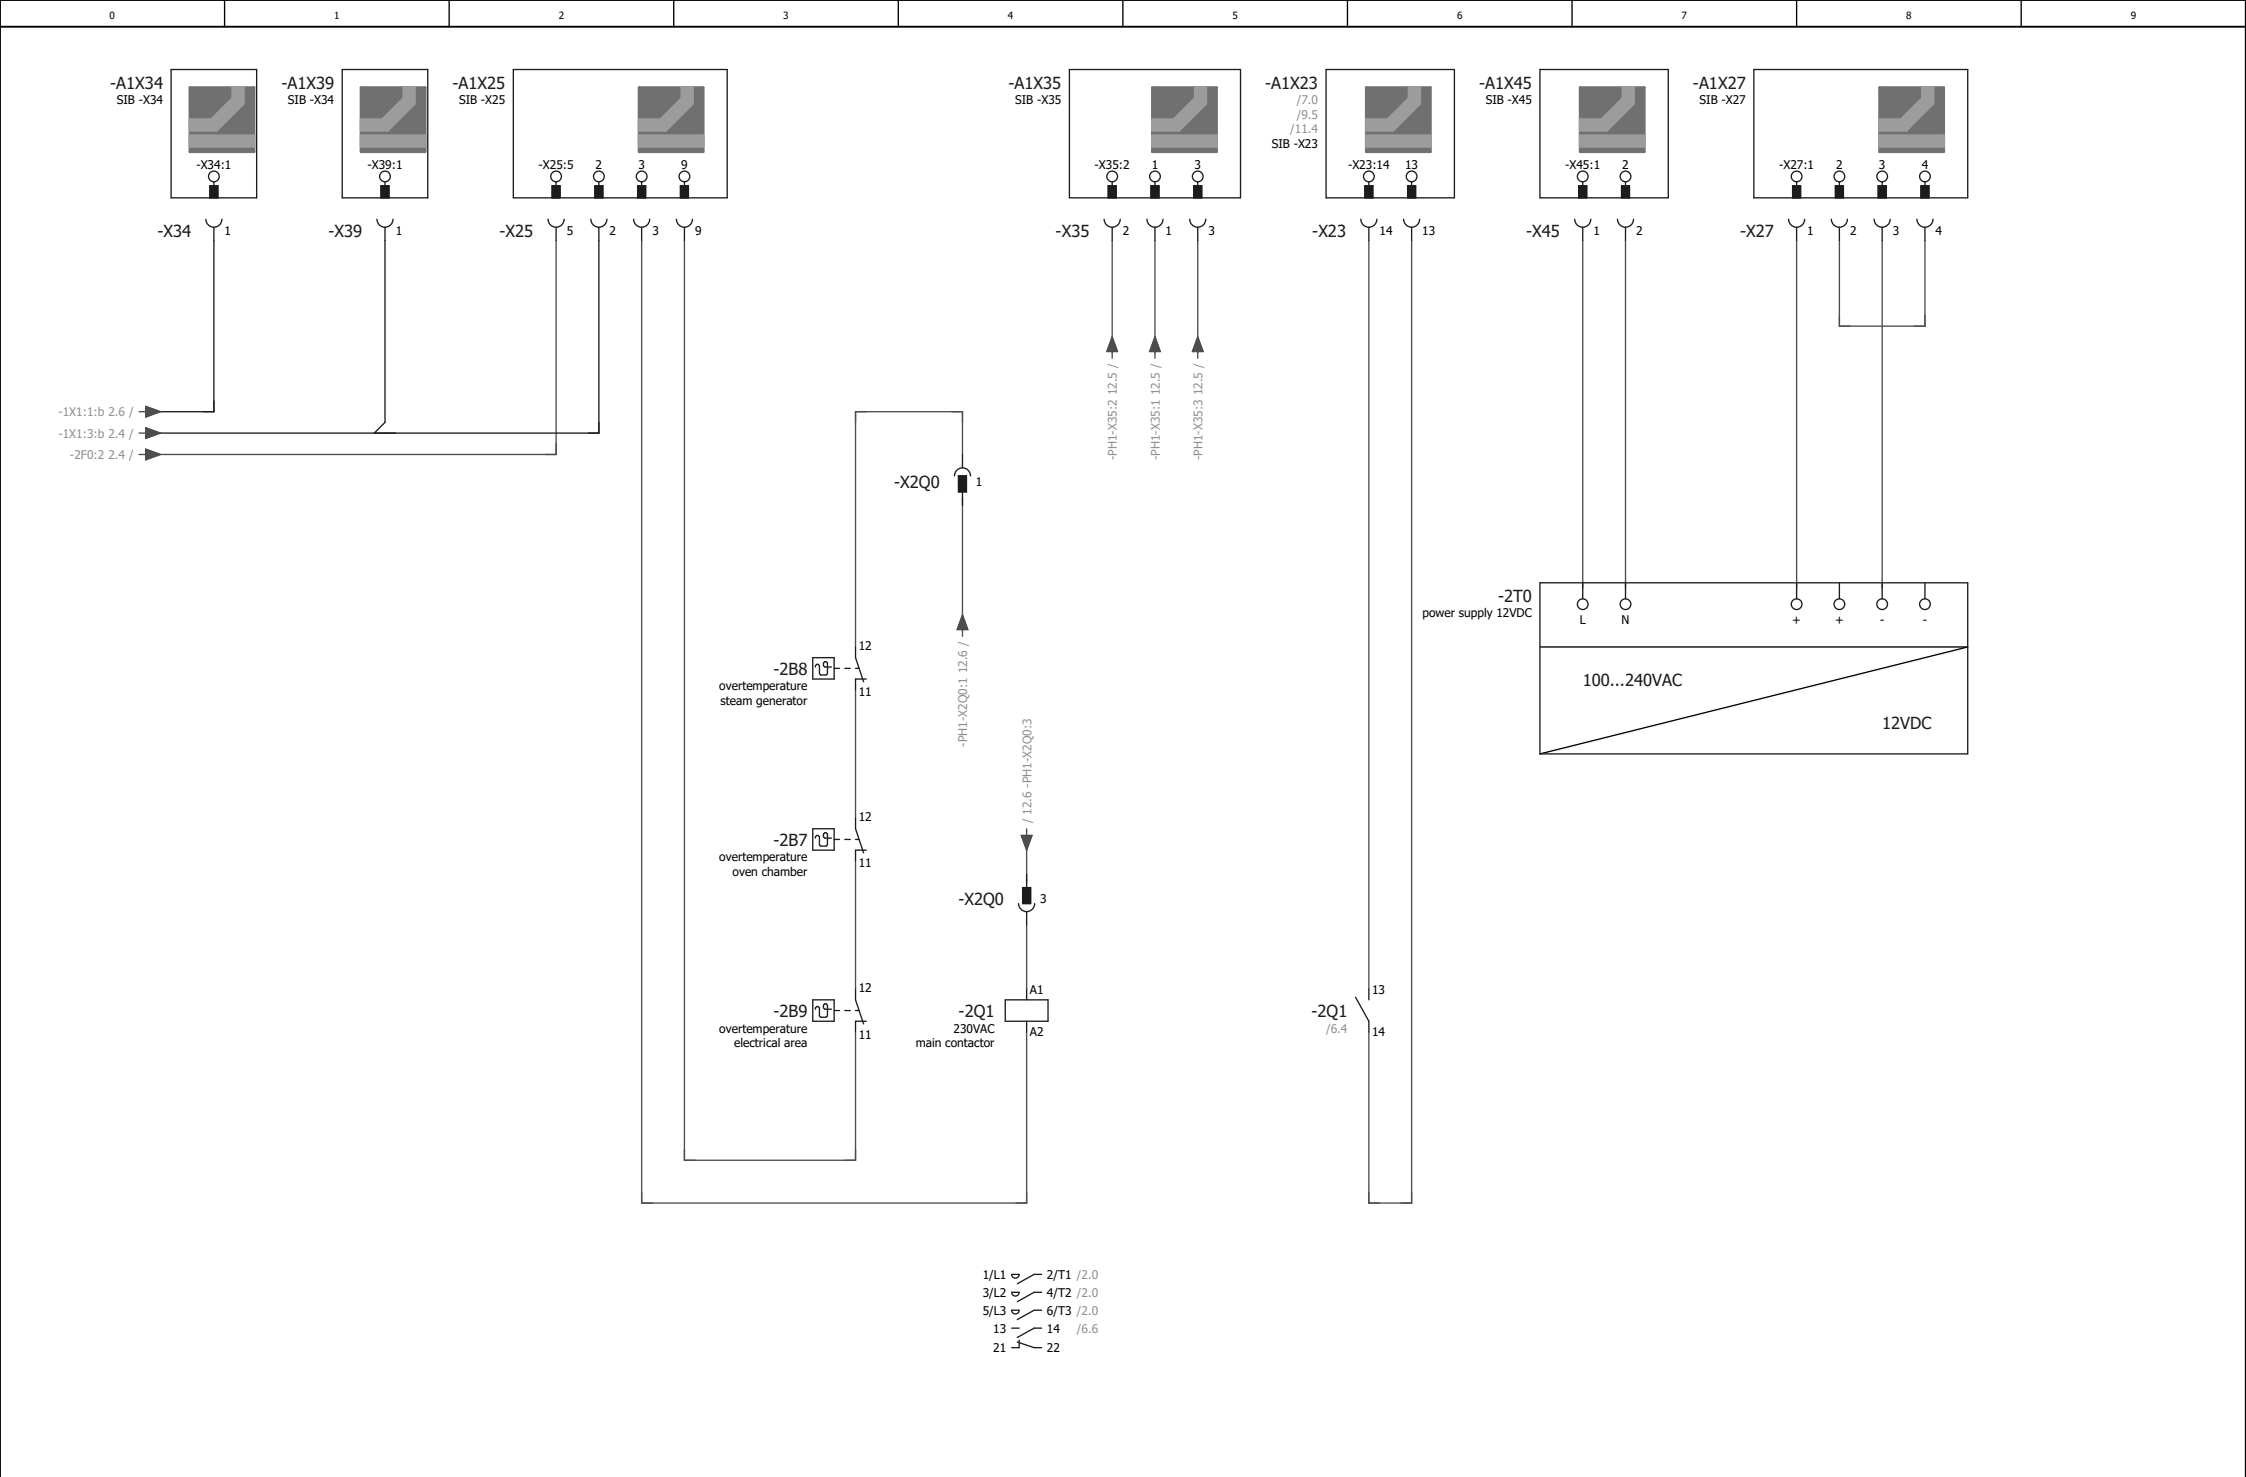 0 1 2 3 4 5 6 7 8 9
-A1X34
SIB -X34
-X34:1
-X34 1
-A1X39
SIB -X34
-X39:1
-X39 1
-A1X25
SIB -X25
-X25:5 2 3 9
-X25 5 2 3 9
-A1X35
SIB -X35
-X35:2 1 3
-X35 2 1 3
-A1X23
/7.0
/9.5
/11.4
SIB -X23
-X23:14 13
-X23 14 13
-A1X45
SIB -X45
-X45:1 2
-X45 1 2
-A1X27
SIB -X27
-X27:1 2 3 4
-X27 1 2 3 4
-1X1:1:b 2.6 /
-1X1:3:b 2.4 /
-2F0:2 2.4 /
-PH1-X35:2 12.5 /
-PH1-X35:1 12.5 /
-PH1-X35:3 12.5 /
-X2Q0 1
-PH1-X2Q0:1 12.6 /
12
-2B8
overtemperature
steam generator
11
12
-2B7
overtemperature
oven chamber
11
12
-2B9
overtemperature
electrical area
11
/ 12.6 -PH1-X2Q0:3
-X2Q0 3
A1
-2Q1
230VAC
main contactor
A2
13
-2Q1
/6.4
14
-2T0
power supply 12VDC
L N + + - -
100...240VAC
12VDC
1/L1 2/T1 /2.0
3/L2 4/T2 /2.0
5/L3 6/T3 /2.0
13 14 /6.6
21 22